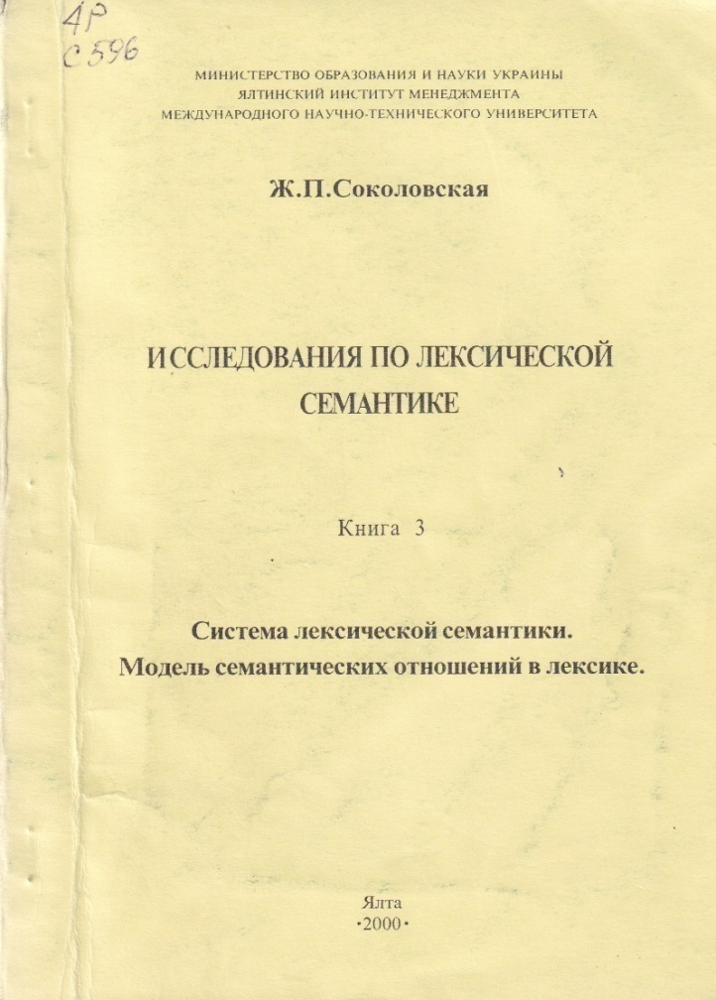 4Р
С 596
МИНИСТЕРСТВО ОБРАЗОВАНИЯ И НАУКИ УКРАИНЫ
ЯЛТИНСКИЙ ИНСТИТУТ МЕНЕДЖМЕНТА
МЕЖДУНАРОДНОГО НАУЧНО-ТЕХНИЧЕСКОГО УНИВЕРСИТЕТА
Ж.П.Соколовская
ИССЛЕДОВАНИЯ ПО ЛЕКСИЧЕСКОЙ
СЕМАНТИКЕ
Книга 3
Система лексической семантики.
Модель семантических отношений в лексике.
Ялта
·2000·